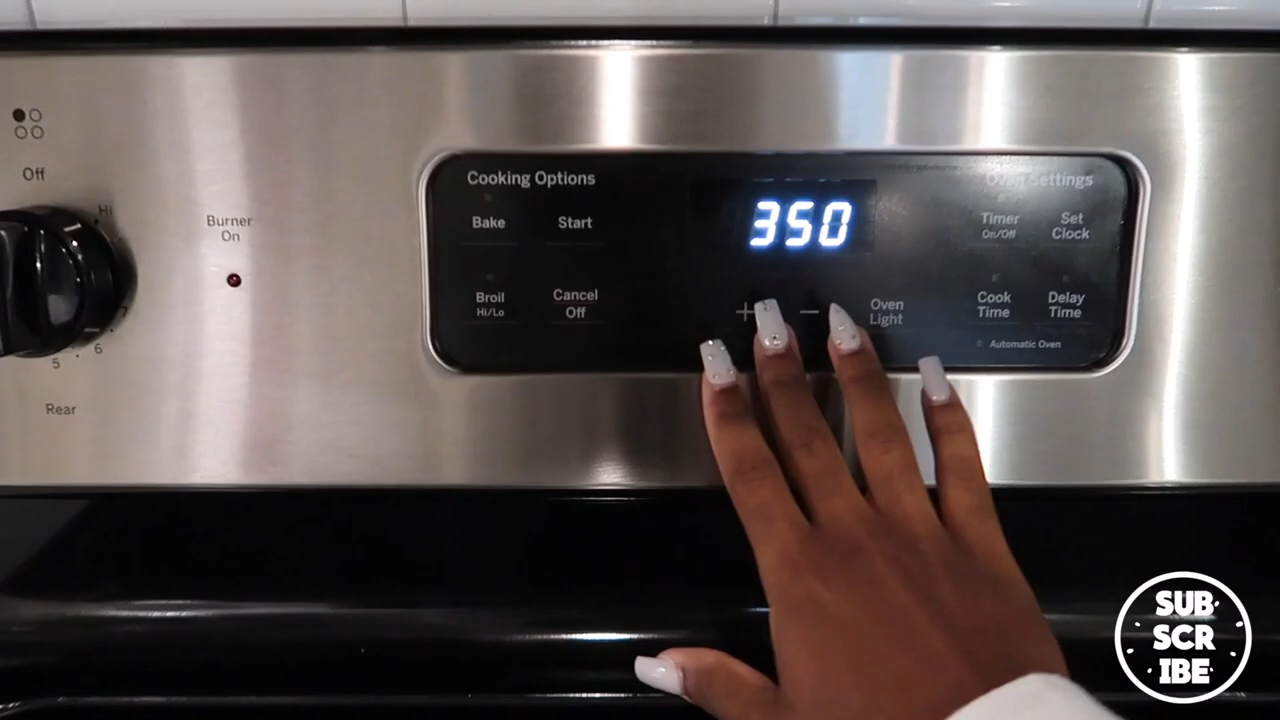 Off
Hi
Burner
On
7
6
5
Rear
Cooking Options
Bake
Start
Broil
Hi/Lo
Cancel
Off
350
+
−
Oven
Light
Oven Settings
Timer
On/Off
Set
Clock
Cook
Time
Delay
Time
Automatic Oven
SUB
SCR
IBE